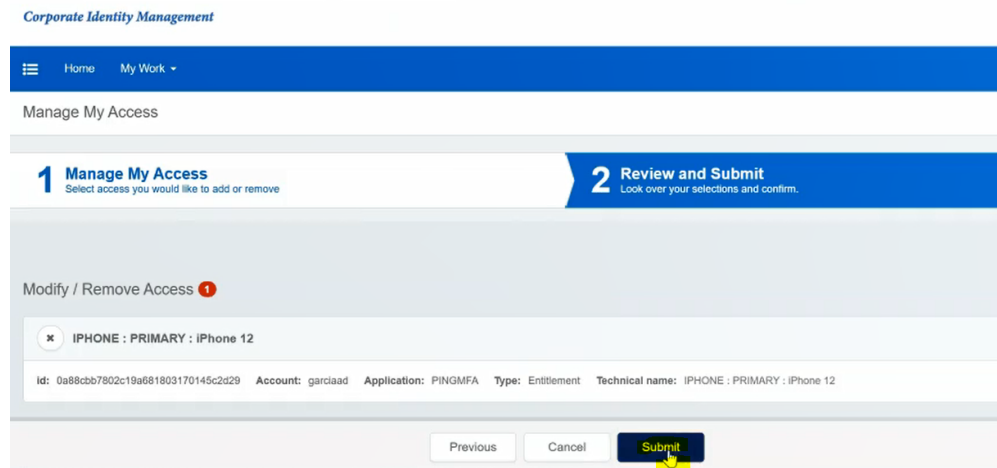 Corporate Identity Management
Home My Work
Manage My Access
1 Manage My Access
Select access you would like to add or remove
2 Review and Submit
Look over your selections and confirm.
Modify / Remove Access 1
IPHONE : PRIMARY : iPhone 12
id: 0a88cbb7802c19a681803170145c2d29 Account: garciaad Application: PINGMFA Type: Entitlement Technical name: IPHONE : PRIMARY : iPhone 12
Previous Cancel Submit